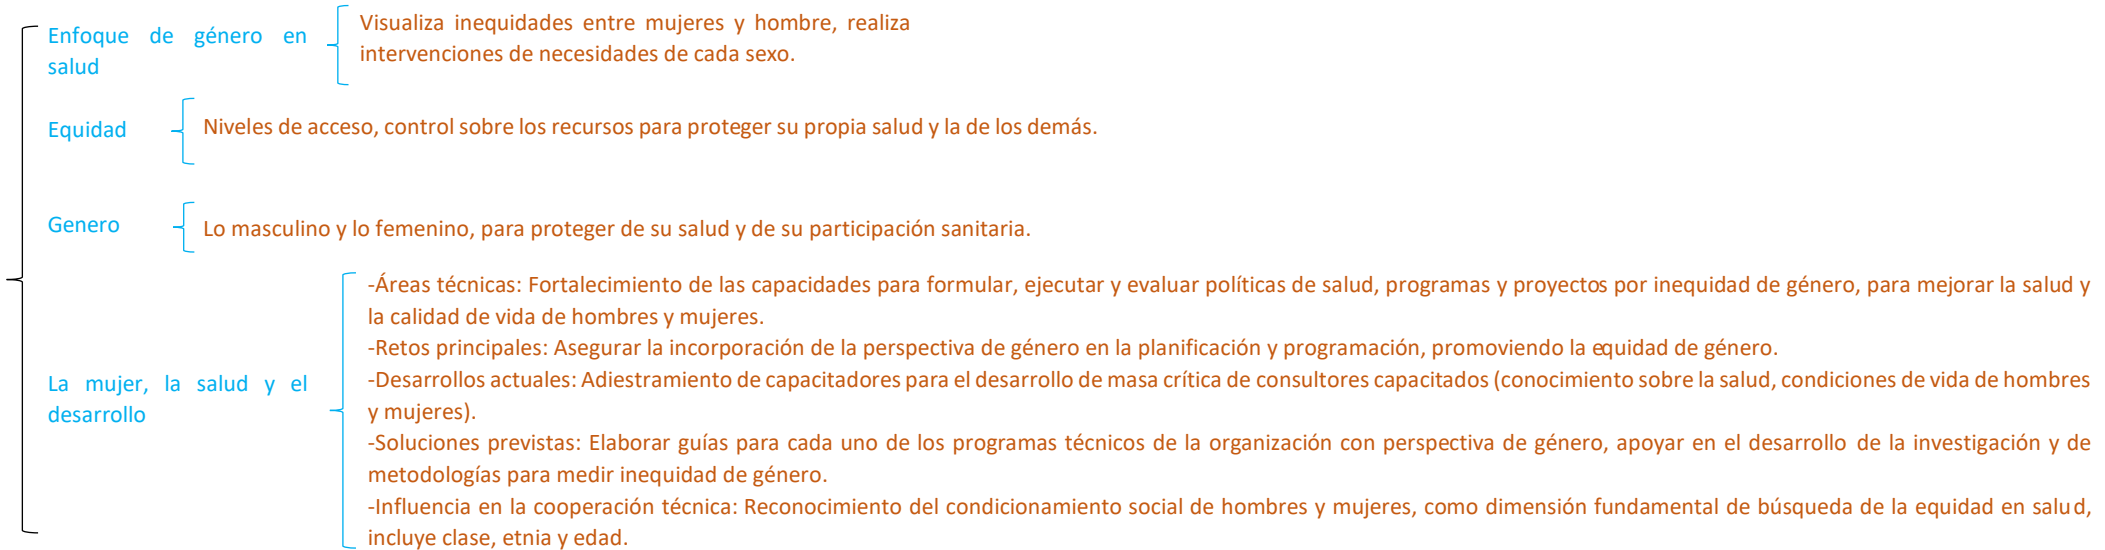 Enfoque de género en
salud
Visualiza inequidades entre mujeres y hombre, realiza
intervenciones de necesidades de cada sexo.
Equidad
Niveles de acceso, control sobre los recursos para proteger su propia salud y la de los demás.
Genero
Lo masculino y lo femenino, para proteger de su salud y de su participación sanitaria.
La mujer, la salud y el
desarrollo
-Áreas técnicas: Fortalecimiento de las capacidades para formular, ejecutar y evaluar políticas de salud, programas y proyectos por inequidad de género, para mejorar la salud y
la calidad de vida de hombres y mujeres.
-Retos principales: Asegurar la incorporación de la perspectiva de género en la planificación y programación, promoviendo la equidad de género.
-Desarrollos actuales: Adiestramiento de capacitadores para el desarrollo de masa crítica de consultores capacitados (conocimiento sobre la salud, condiciones de vida de hombres
y mujeres).
-Soluciones previstas: Elaborar guías para cada uno de los programas técnicos de la organización con perspectiva de género, apoyar en el desarrollo de la investigación y de
metodologías para medir inequidad de género.
-Influencia en la cooperación técnica: Reconocimiento del condicionamiento social de hombres y mujeres, como dimensión fundamental de búsqueda de la equidad en salud,
incluye clase, etnia y edad.